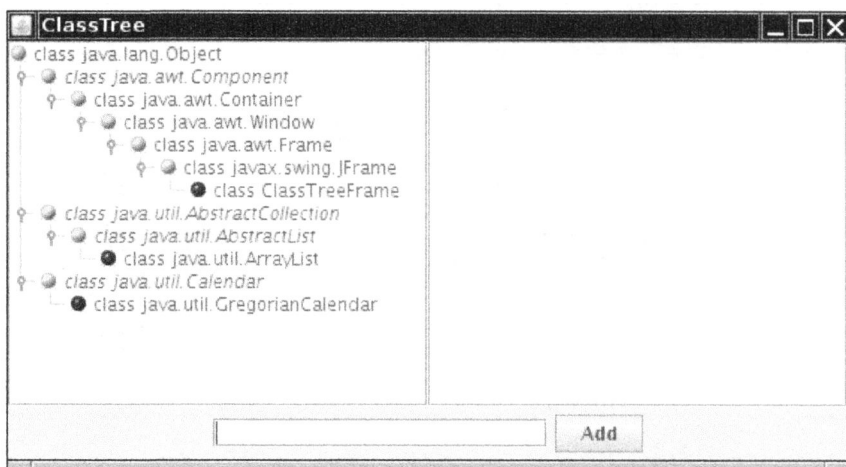 ClassTree
class java.lang.Object
class java.awt.Component
class java.awt.Container
class java.awt.Window
class java.awt.Frame
class javax.swing.JFrame
class ClassTreeFrame
class java.util.AbstractCollection
class java.util.AbstractList
class java.util.ArrayList
class java.util.Calendar
class java.util.GregorianCalendar
Add